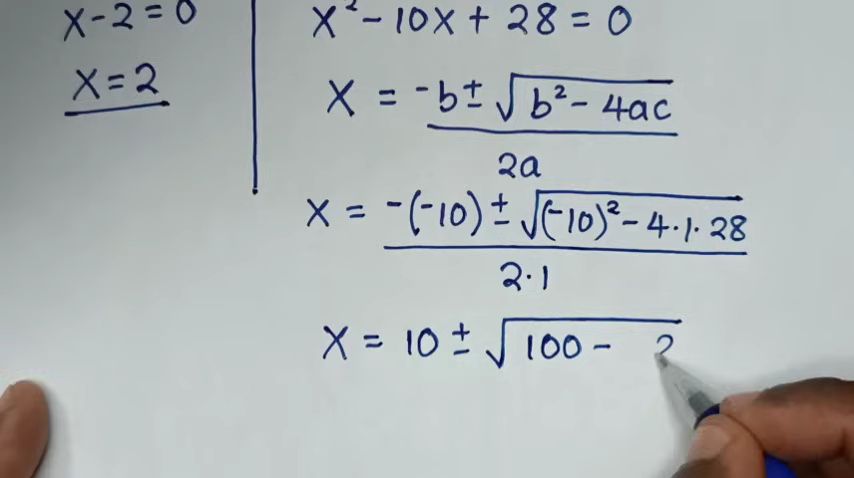 x-2=0
x=2
x²-10x+28=0
x = -b±√b²-4ac
2a
x = -(-10)±√(-10)²-4·1·28
2·1
x = 10±√100- 2